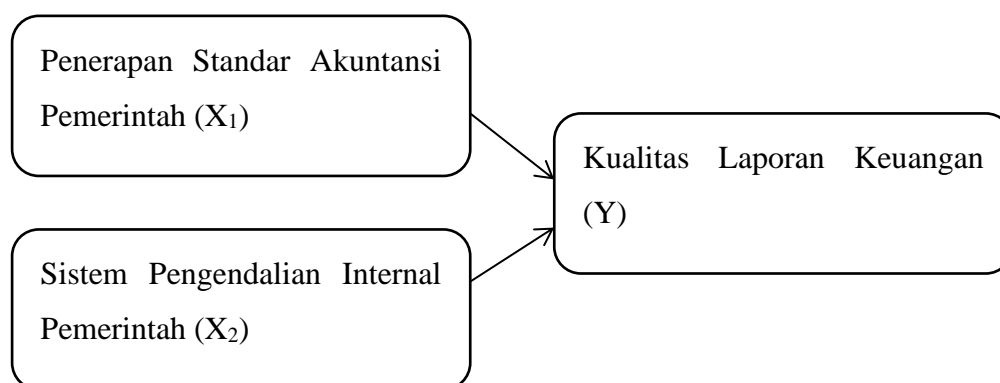 Penerapan Standar Akuntansi
Pemerintah (X₁)
Kualitas Laporan Keuangan
(Y)
Sistem Pengendalian Internal
Pemerintah (X₂)